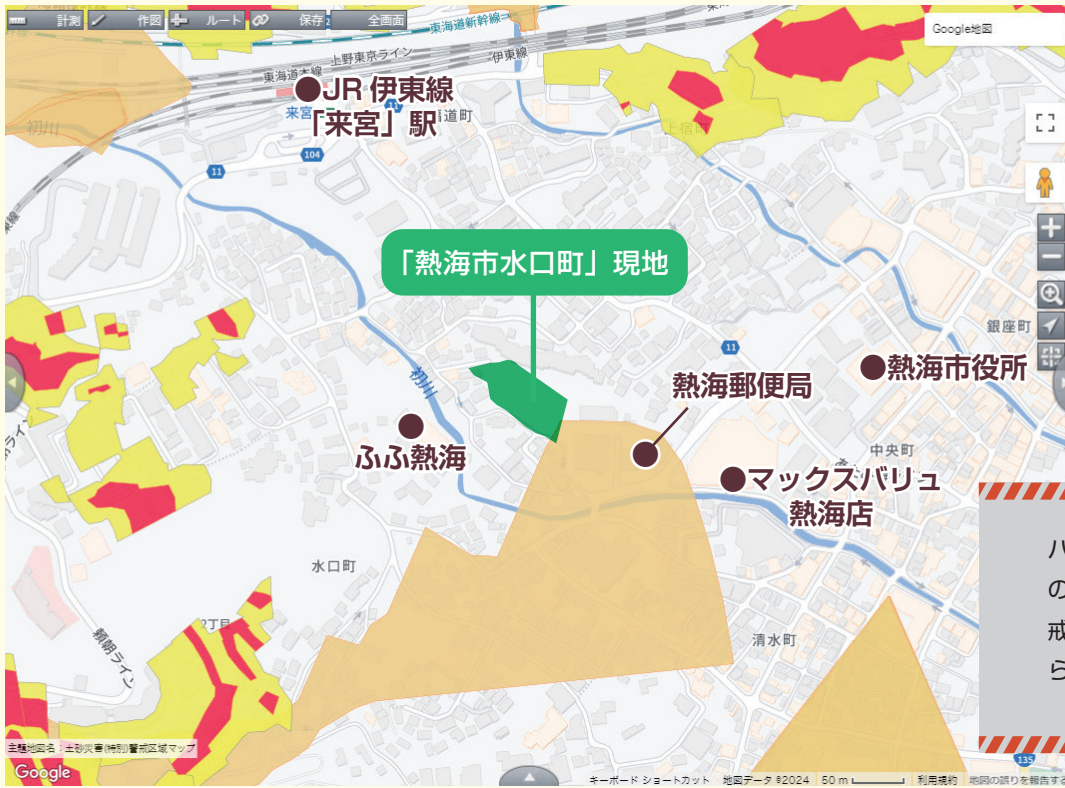 計測 作図 ルート 保存 全画面
東海道新幹線
Google地図
上野東京ライン
伊東線
東海道本線
JR 伊東線
「来宮」駅
来宮
福道町
11
上宿町
初川
104
11
「熱海市水口町」現地
銀座町
11
熱海市役所
初川
熱海郵便局
ふふ熱海
中央町
マックスバリュ
熱海店
水口町
2丁目
清水町
頼朝ライン
主題地図名：土砂災害(特別)警戒区域マップ
Google
135
キーボード ショートカット 地図データ ©2024 50 m 利用規約 地図の誤りを報告する
ハ
の
戒
ら